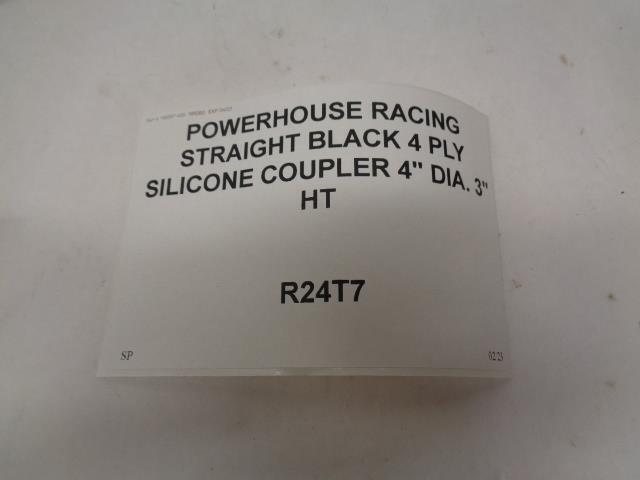 POWERHOUSE RACING
STRAIGHT BLACK 4 PLY
SILICONE COUPLER 4" DIA. 3"
HT
R24T7
SP
02 23